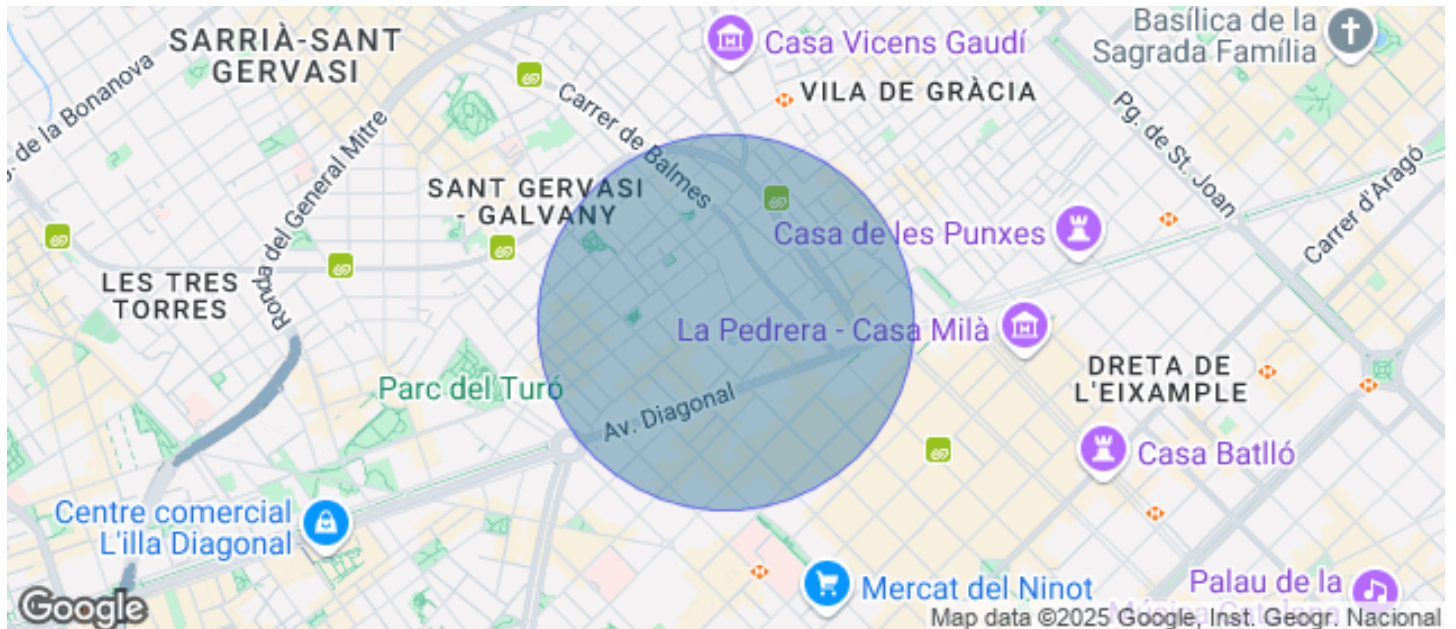 SARRIÀ-SANT
GERVASI
Casa Vicens Gaudí
Basílica de la
Sagrada Família
. de la Bonanova
VILA DE GRÀCIA
Carrer de Balmes
Pg. de St. Joan
Ronda del General Mitre
SANT GERVASI
- GALVANY
Carrer d'Aragó
Casa de les Punxes
LES TRES
TORRES
La Pedrera - Casa Milà
Parc del Turó
Av. Diagonal
DRETA DE
L'EIXAMPLE
Casa Batlló
Centre comercial
L'illa Diagonal
Mercat del Ninot
Palau de la
Música Catalana
Google
Map data ©2025 Google, Inst. Geogr. Nacional